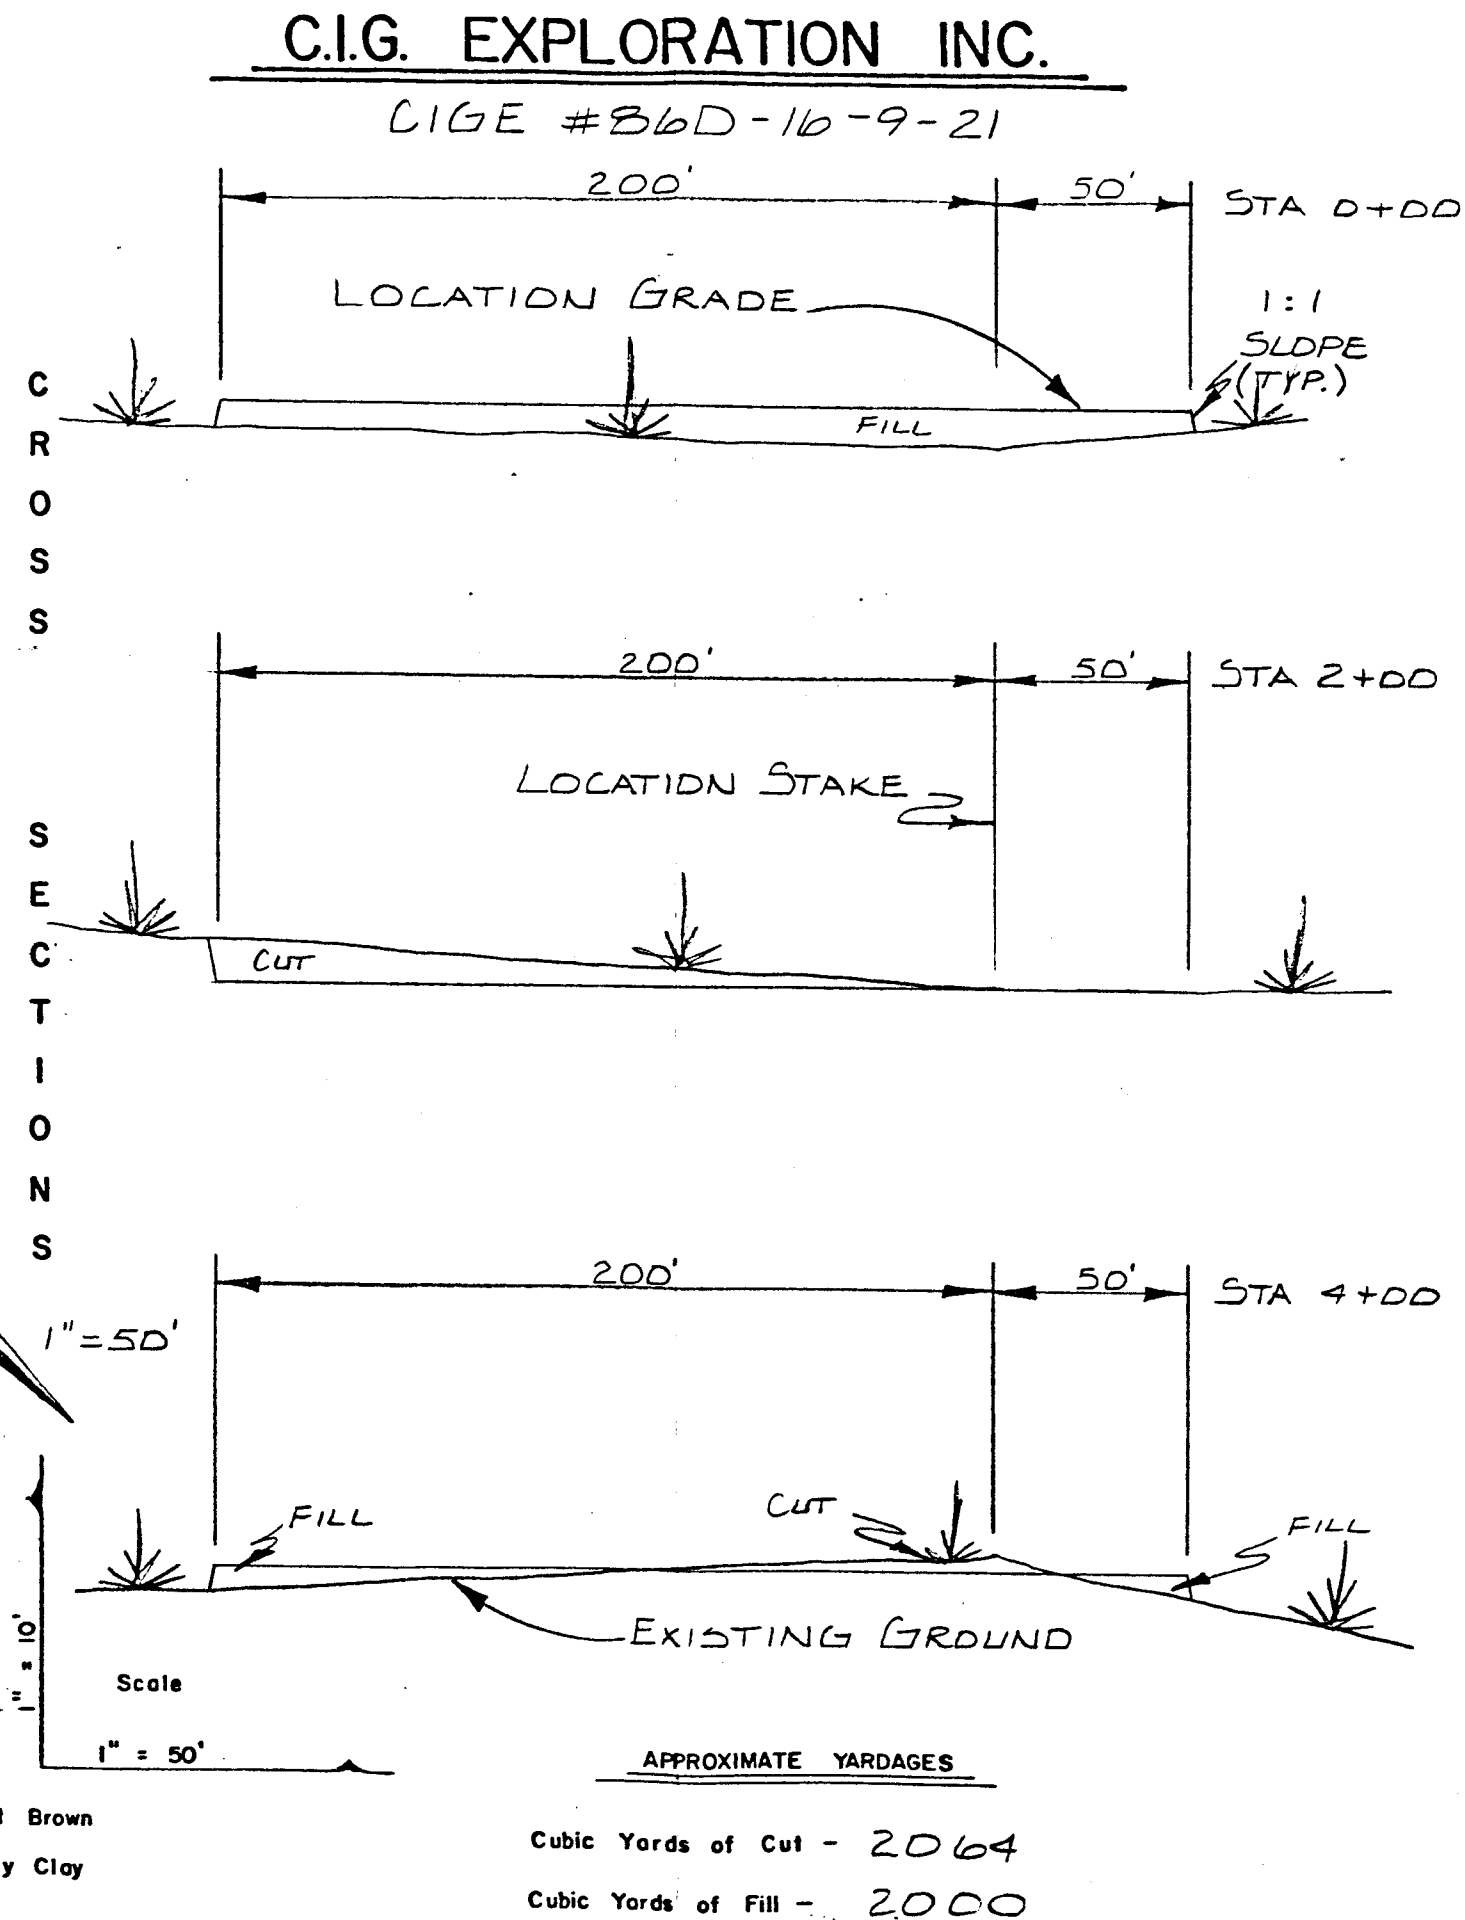 C.I.G. EXPLORATION INC.
CIGE #86D-16-9-21
200' 50' STA 0+00
LOCATION GRADE
1:1
SLOPE
(TYP.)
FILL
CROSS SECTIONS
200' 50' STA 2+00
LOCATION STAKE
CUT
200' 50' STA 4+00
1"=50'
FILL
CUT
FILL
EXISTING GROUND
1" = 10'
Scale
1" = 50'
APPROXIMATE YARDAGES
Brown
y Clay
Cubic Yards of Cut - 2064
Cubic Yards of Fill - 2000